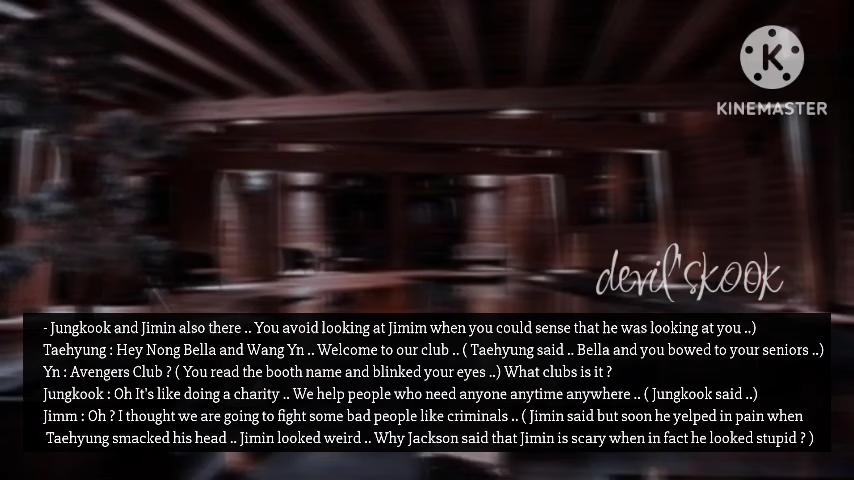 KINEMASTER
devil'skook
- Jungkook and Jimin also there .. You avoid looking at Jimim when you could sense that he was looking at you ..)
Taehyung : Hey Nong Bella and Wang Yn .. Welcome to our club .. ( Taehyung said .. Bella and you bowed to your seniors ..)
Yn : Avengers Club ? ( You read the booth name and blinked your eyes ..) What clubs is it ?
Jungkook : Oh It's like doing a charity .. We help people who need anyone anytime anywhere .. ( Jungkook said ..)
Jimm : Oh ? I thought we are going to fight some bad people like criminals .. ( Jimin said but soon he yelped in pain when
Taehyung smacked his head .. Jimin looked weird .. Why Jackson said that Jimin is scary when in fact he looked stupid ? )